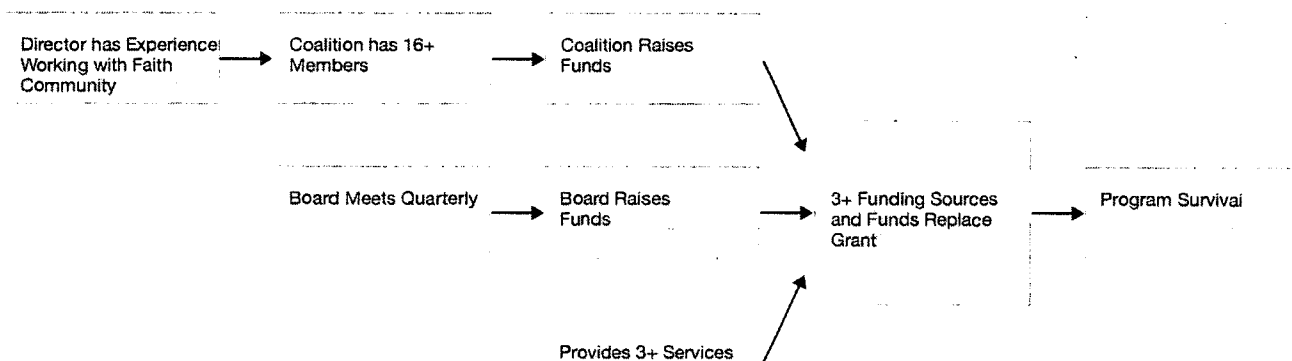 Director has Experience
Working with Faith
Community
Coalition has 16+
Members
Coalition Raises
Funds
Board Meets Quarterly
Board Raises
Funds
3+ Funding Sources
and Funds Replace
Grant
Program Survival
Provides 3+ Services